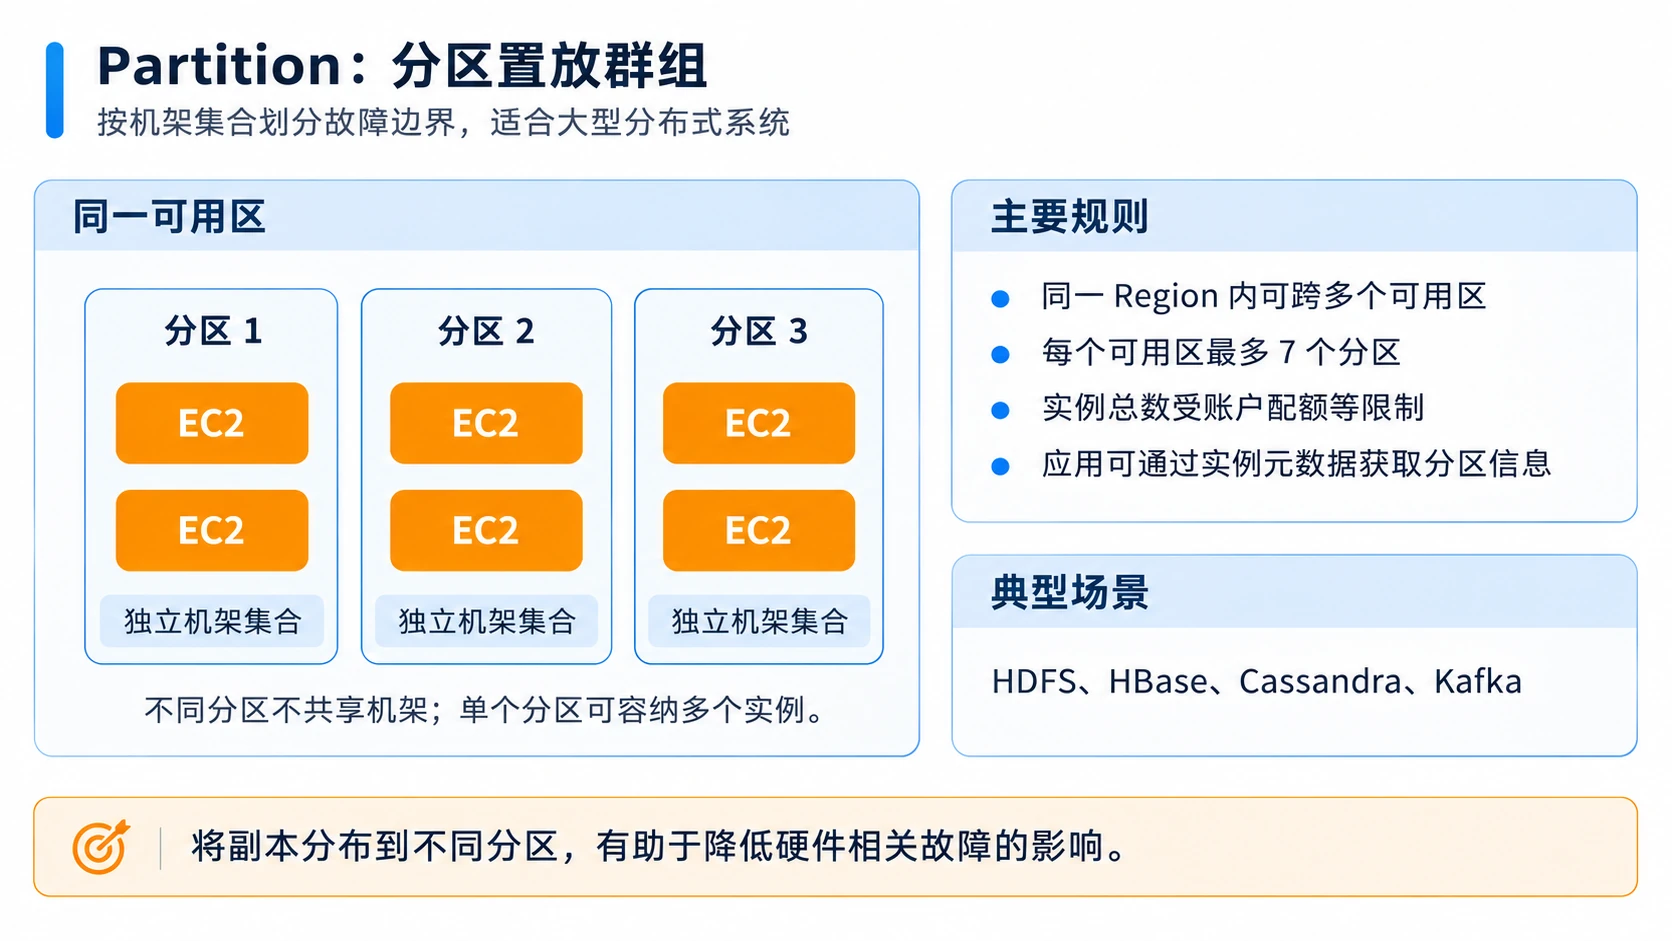 Partition：分区置放群组
按机架集合划分故障边界，适合大型分布式系统
同一可用区
分区 1
EC2
EC2
独立机架集合
分区 2
EC2
EC2
独立机架集合
分区 3
EC2
EC2
独立机架集合
不同分区不共享机架；单个分区可容纳多个实例。
主要规则
同一 Region 内可跨多个可用区
每个可用区最多 7 个分区
实例总数受账户配额等限制
应用可通过实例元数据获取分区信息
典型场景
HDFS、HBase、Cassandra、Kafka
将副本分布到不同分区，有助于降低硬件相关故障的影响。